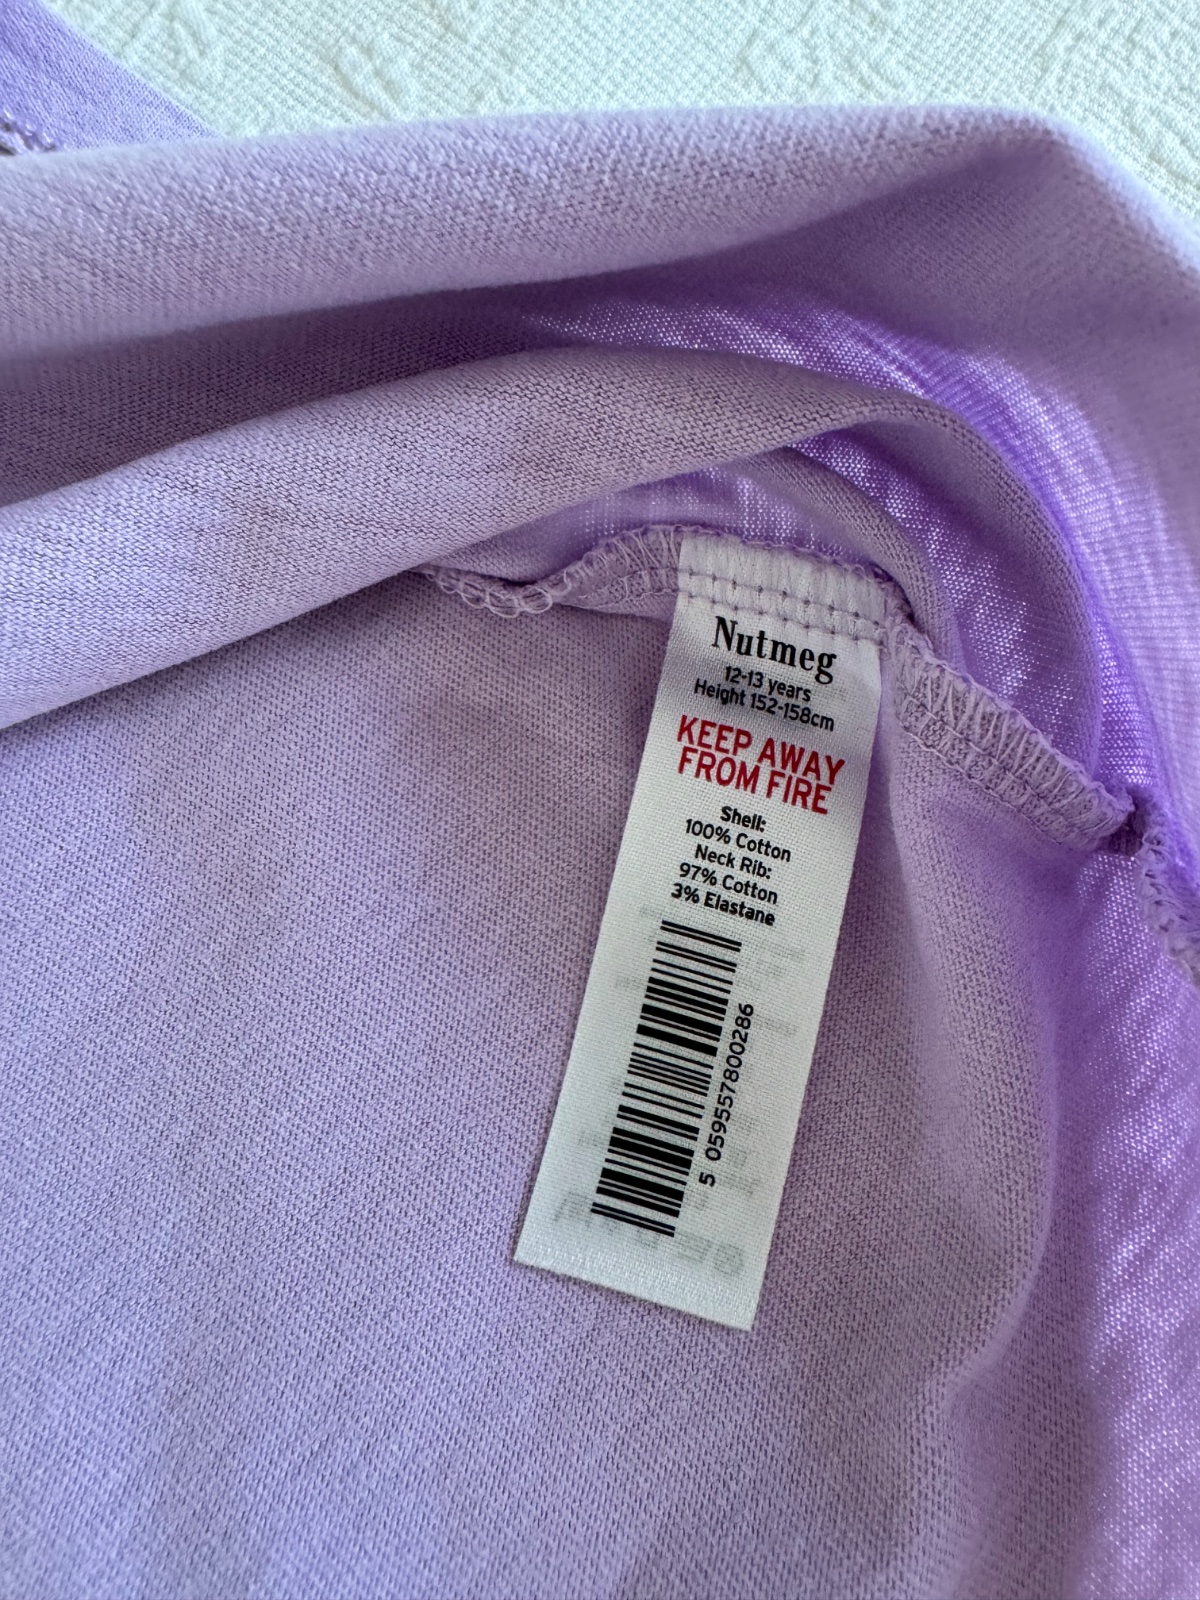 Nutmeg
12-13 years
Height 152-158cm
KEEP AWAY
FROM FIRE
Shell:
100% Cotton
Neck Rib:
97% Cotton
3% Elastane
5 059557800286